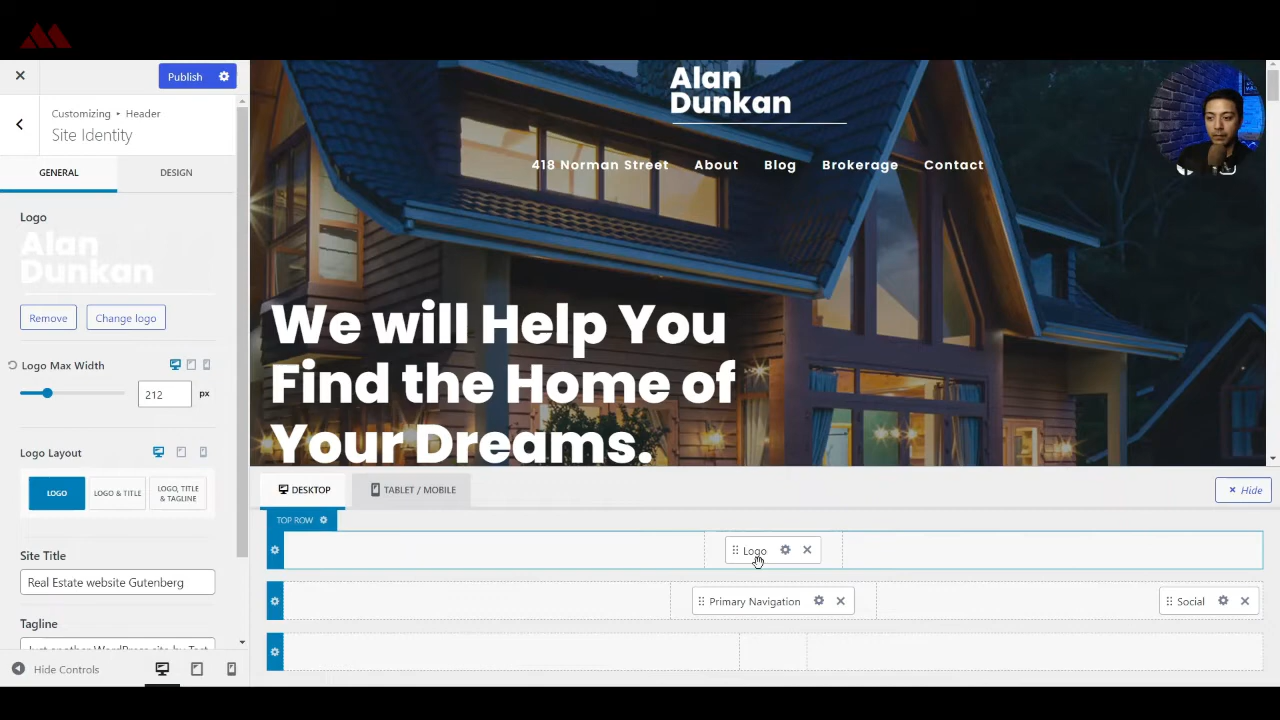 Publish
Customizing ▸ Header
Site Identity
GENERAL
DESIGN
Logo
Alan
Dunkan
Remove
Change logo
Logo Max Width
212
px
Logo Layout
LOGO
LOGO & TITLE
LOGO, TITLE
& TAGLINE
Site Title
Real Estate website Gutenberg
Tagline
Hide Controls
Alan
Dunkan
418 Norman Street
About
Blog
Brokerage
Contact
We will Help You
Find the Home of
Your Dreams.
DESKTOP
TABLET / MOBILE
Hide
TOP ROW
Logo
Primary Navigation
Social